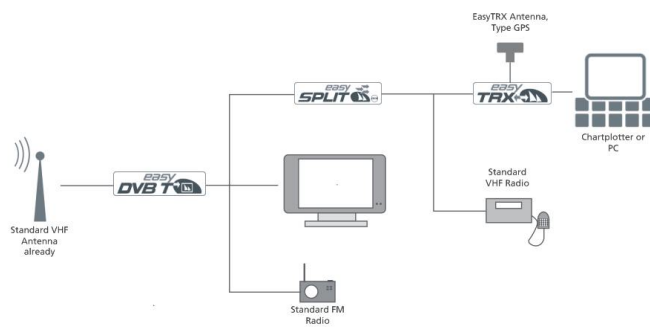 EasyTRX Antenna,
Type GPS
easy
SPLIT
easy
TRX
Chartplotter or
PC
easy
DVB T
Standard
VHF Radio
Standard VHF
Antenna
already
Standard FM
Radio